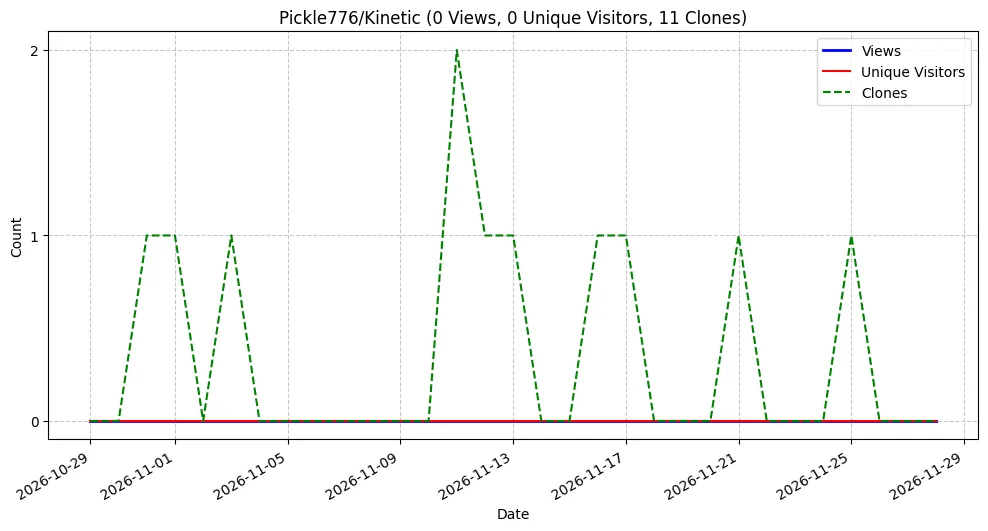 Pickle776/Kinetic (0 Views, 0 Unique Visitors, 11 Clones)
Views
Unique Visitors
Clones
Count
2
1
0
2026-10-29
2026-11-01
2026-11-05
2026-11-09
2026-11-13
2026-11-17
2026-11-21
2026-11-25
2026-11-29
Date